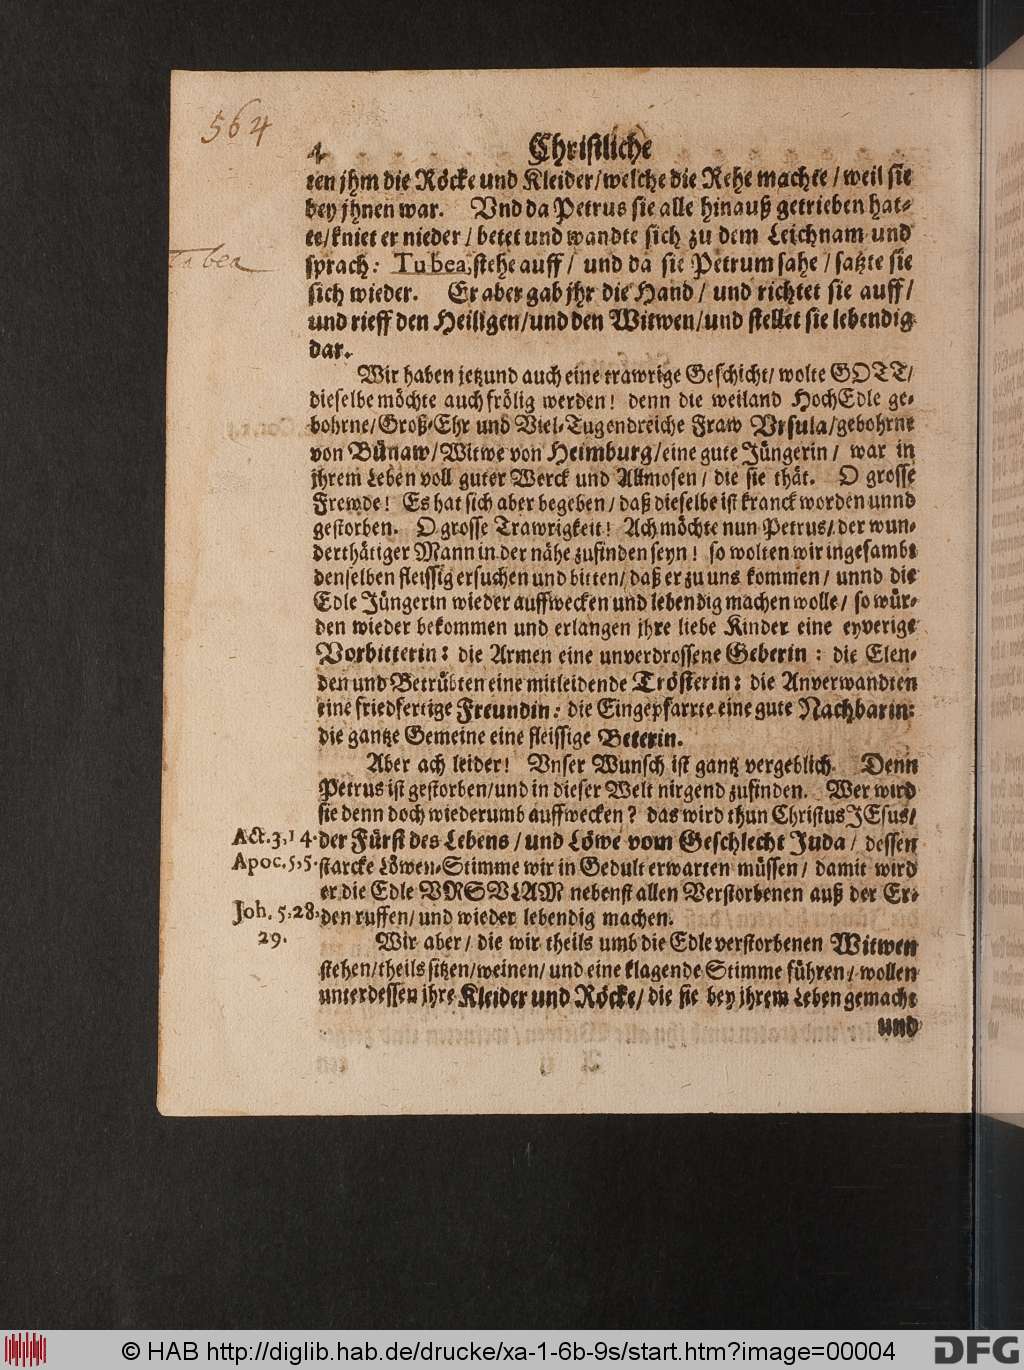 564
4 Christliche
ten jhm die Röcke und Kleider/welche die Rehe machte/weil sie
bey jhnen war. Vnd da Petrus sie alle hinauß getrieben hat-
te/kniet er nieder/betet und wandte sich zu dem Leichnam und
Tabea
sprach: Tubea, stehe auff/ und da sie Petrum sahe/satzte sie
sich wieder. Er aber gab jhr die Hand/ und richtet sie auff/
und rieff den Heiligen/und den Witwen/und stellet sie lebendig
dar.
Wir haben jetzund auch eine trawrige Geschicht/ wolte GOTT/
dieselbe möchte auch frölig werden! denn die weiland HochEdle ge-
bohrne/Groß-Ehr und Viel-Tugendreiche Fraw Vrsula/gebohrne
von Bünaw/Witwe von Heimburg/eine gute Jüngerin/ war in
jhrem Leben voll guter Werck und Allmosen/ die sie thät. O grosse
Frewde! Es hat sich aber begeben/ daß dieselbe ist kranck worden unnd
gestorben. O grosse Trawrigkeit! Ach möchte nun Petrus/ der wun-
derthätiger Mann in der nähe zufinden seyn! so wolten wir ingesambt
denselben fleissig ersuchen und bitten/ daß er zu uns kommen/ unnd die
Edle Jüngerin wieder auffwecken und lebendig machen wolle/ so wür-
den wieder bekommen und erlangen jhre liebe Kinder eine eyverige
Vorbitterin: die Armen eine unverdrossene Geberin: die Elen-
den und Betrübten eine mitleidende Trösterin: die Anverwandten
eine friedfertige Freundin: die Eingepfarrte eine gute Nachbarin:
die gantze Gemeine eine fleissige Beterin.
Aber ach leider! Vnser Wunsch ist gantz vergeblich. Denn
Petrus ist gestorben/und in dieser Welt nirgend zufinden. Wer wird
sie denn doch wiederumb auffwecken? das wird thun Christus JEsus/
Act. 3. 14. der Fürst des Lebens/ und Löwe vom Geschlecht Juda/ dessen
Apoc. 5. 5. starcke Löwen-Stimme wir in Gedult erwarten müssen/ damit wird
er die Edle VRSVLAM nebenst allen Verstorbenen auß der Er-
Joh. 5. 28. den ruffen/ und wieder lebendig machen.
29. Wir aber/ die wir theils umb die Edle verstorbenen Witwen
stehen/theils sitzen/weinen/ und eine klagende Stimme führen/ wollen
unterdessen jhre Kleider und Röcke/ die sie bey jhrem Leben gemacht
und
© HAB http://diglib.hab.de/drucke/xa-1-6b-9s/start.htm?image=00004
DFG